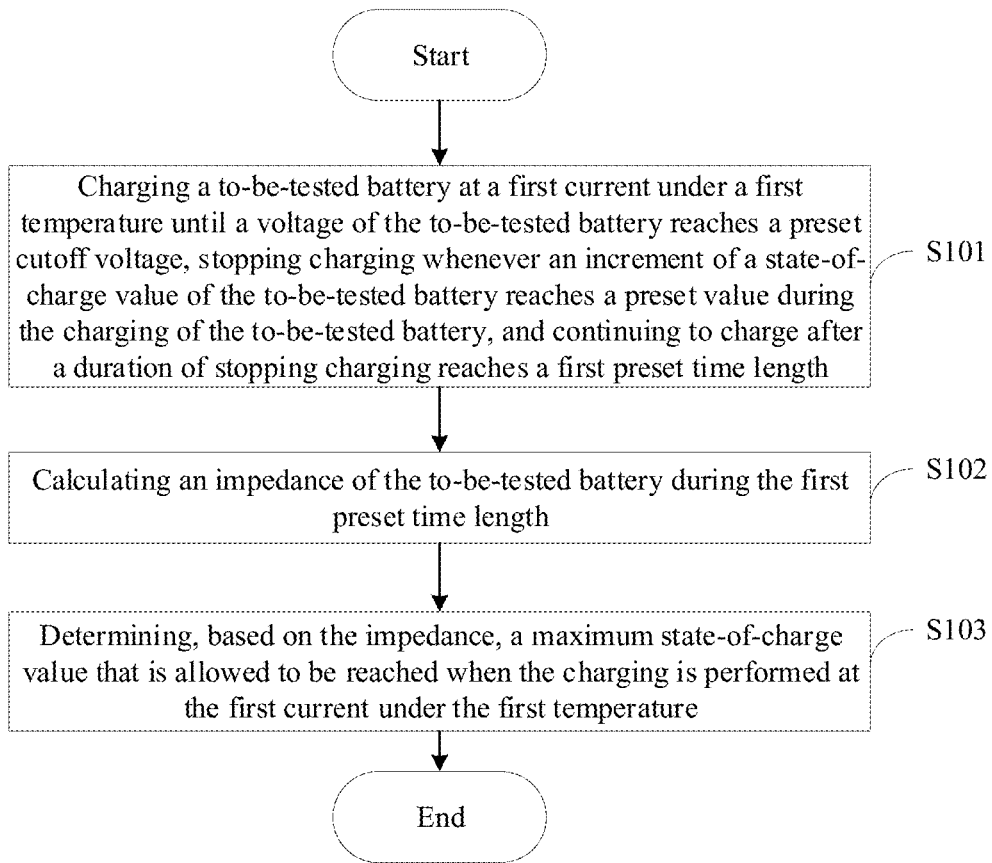 Start
Charging a to-be-tested battery at a first current under a first
temperature until a voltage of the to-be-tested battery reaches a preset
cutoff voltage, stopping charging whenever an increment of a state-of-
charge value of the to-be-tested battery reaches a preset value during
the charging of the to-be-tested battery, and continuing to charge after
a duration of stopping charging reaches a first preset time length
S101
Calculating an impedance of the to-be-tested battery during the first
preset time length
S102
Determining, based on the impedance, a maximum state-of-charge
value that is allowed to be reached when the charging is performed at
the first current under the first temperature
S103
End